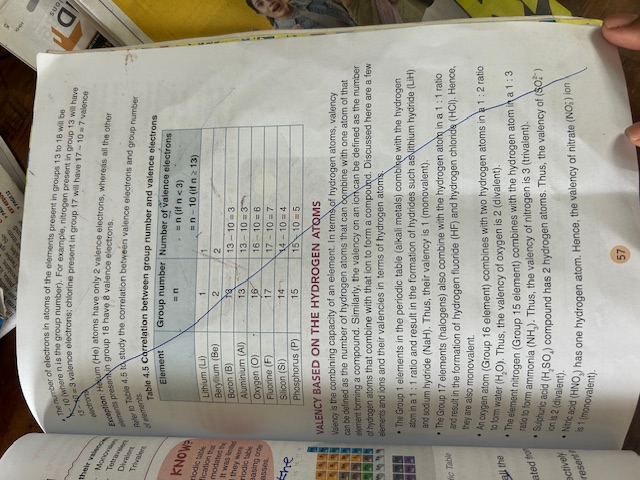 • The number of electrons in atoms of the elements present in groups 13 to 18 will be
n – 10 (where n is the group number). For example, nitrogen present in group 13 will have
13 – 10 = 3 valence electrons; chlorine present in group 17 will have 17 – 10 = 7 valence
electrons.
Exception: Helium (He) atoms have only 2 valence electrons, whereas all the other
elements present in group 18 have 8 valence electrons.
Refer to Table 4.5 to study the correlation between valence electrons and group number
of elements.
Table 4.5 Correlation between group number and valence electrons
Element Group number = n Number of valence electrons
= n (if n < 3)
= n – 10 (if n ≥ 13)
Lithium (Li) 1 1
Beryllium (Be) 2 2
Boron (B) 13 13 – 10 = 3
Aluminium (Al) 13 13 – 10 = 3
Oxygen (O) 16 16 – 10 = 6
Fluorine (F) 17 17 – 10 = 7
Silicon (Si) 14 14 – 10 = 4
Phosphorus (P) 15 15 – 10 = 5
VALENCY BASED ON THE HYDROGEN ATOMS
Valency is the combining capacity of an element. In terms of hydrogen atoms, valency
can be defined as the number of hydrogen atoms that can combine with one atom of that
element forming a compound. Similarly, the valency on an ion can be defined as the number
of hydrogen atoms that combine with that ion to form a compound. Discussed here are a few
elements and ions and their valencies in terms of hydrogen atoms.
• The Group 1 elements in the periodic table (alkali metals) combine with the hydrogen
atom in a 1 : 1 ratio and result in the formation of hydrides such as lithium hydride (LiH)
and sodium hydride (NaH). Thus, their valency is 1 (monovalent).
• The Group 17 elements (halogens) also combine with the hydrogen atom in a 1 : 1 ratio
and result in the formation of hydrogen fluoride (HF) and hydrogen chloride (HCl). Hence,
they are also monovalent.
• An oxygen atom (Group 16 element) combines with two hydrogen atoms in a 1 : 2 ratio
to form water (H₂O). Thus, the valency of oxygen is 2 (divalent).
• The element nitrogen (Group 15 element) combines with the hydrogen atom in a 1 : 3
ratio to form ammonia (NH₃). Thus, the valency of nitrogen is 3 (trivalent).
• Sulphuric acid (H₂SO₄) compound has 2 hydrogen atoms. Thus, the valency of (SO₄²⁻)
ion is 2 (divalent).
• Nitric acid (HNO₃) has one hydrogen atom. Hence, the valency of nitrate (NO₃⁻) ion
is 1 (monovalent).
57
their
Monovalent
Tetravalent
Divalent
Trivalent
KNOW?
the
Table
all the